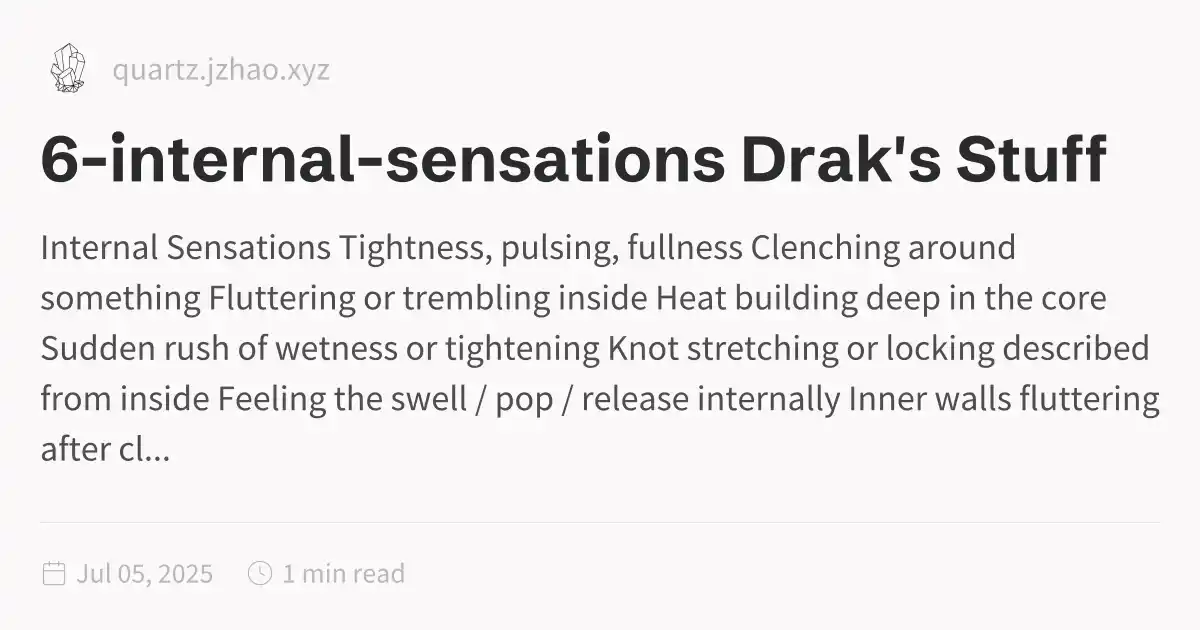 quartz.jzhao.xyz
6-internal-sensations Drak's Stuff
Internal Sensations Tightness, pulsing, fullness Clenching around
something Fluttering or trembling inside Heat building deep in the core
Sudden rush of wetness or tightening Knot stretching or locking described
from inside Feeling the swell / pop / release internally Inner walls fluttering
after cl...
Jul 05, 2025 1 min read